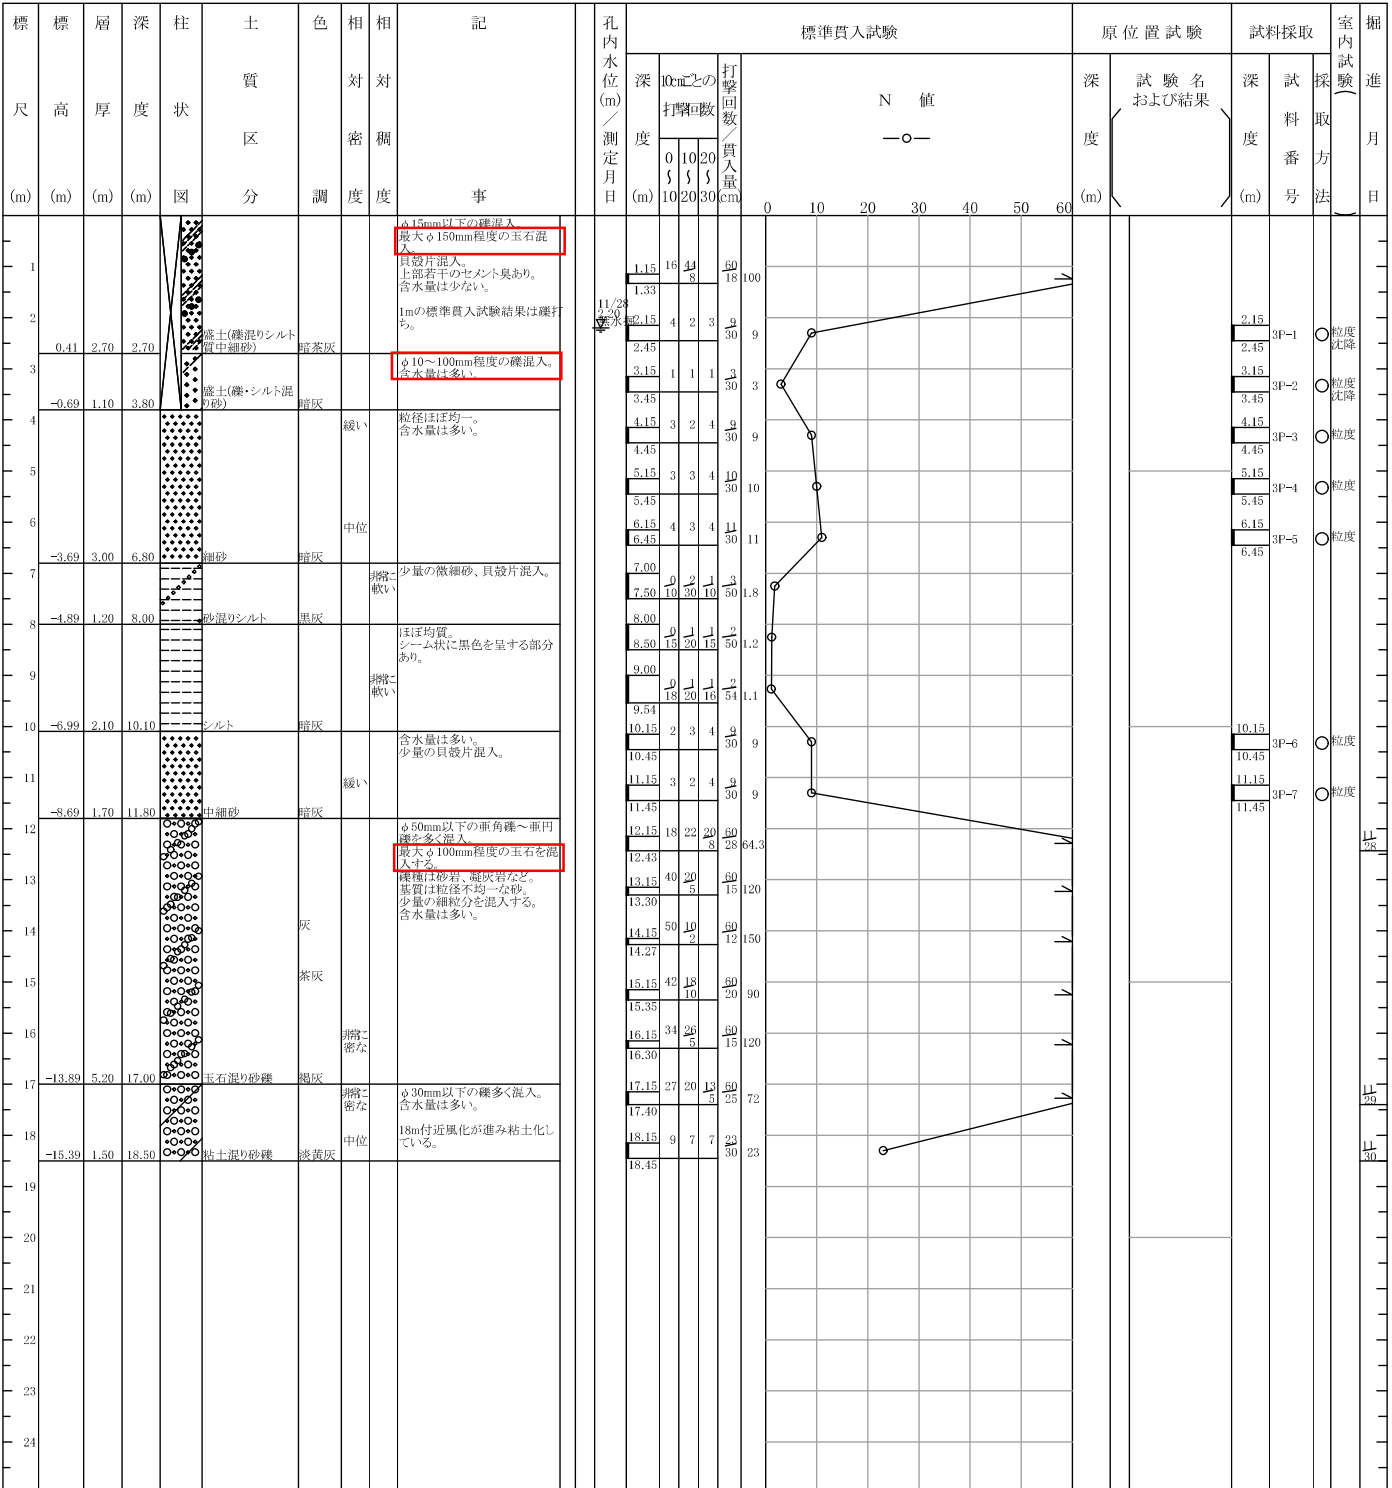 標尺(m)
標高(m)
層厚(m)
深度(m)
柱状図
土質区分
色調
相対密度
相対稠度
記事
孔内水位(m)／測定月日
標準貫入試験
深度(m)
10cmごとの
打撃回数
0～10
10～20
20～30
打撃回数／貫入量(cm)
N 値
0 10 20 30 40 50 60
原位置試験
深度(m)
試験名
および結果
試料採取
深度(m)
試料番号
採取方法
室内試験
掘進月日
φ15mm以下の礫混入。
最大φ150mm程度の玉石混
入。
貝殻片混入。
上部若干のセメント臭あり。
含水量は少ない。
1mの標準貫入試験結果は礫打
ち。
盛土(礫混りシルト
質中細砂)
0.41 2.70 2.70 暗茶灰
φ10～100mm程度の礫混入。
含水量は多い。
盛土(礫・シルト混
り砂)
-0.69 1.10 3.80 暗灰
緩い
粒径ほぼ均一。
含水量は多い。
中位
-3.69 3.00 6.80 細砂 暗灰
非常に
軟い
少量の微細砂、貝殻片混入。
-4.89 1.20 8.00 砂混りシルト 黒灰
ほぼ均質。
シーム状に黒色を呈する部分
あり。
非常に
軟い
-6.99 2.10 10.10 シルト 暗灰
含水量は多い。
少量の貝殻片混入。
緩い
-8.69 1.70 11.80 中細砂 暗灰
φ50mm以下の亜角礫～亜円
礫を多く混入。
最大φ100mm程度の玉石を混
入する。
礫種は砂岩、凝灰岩など。
基質は粒径不均一な砂。
少量の細粒分を混入する。
含水量は多い。
灰
茶灰
非常に
密な
-13.89 5.20 17.00 玉石混り砂礫 褐灰
非常に
密な
φ30mm以下の礫多く混入。
含水量は多い。
18m付近風化が進み粘土化し
ている。
中位
-15.39 1.50 18.50 粘土混り砂礫 淡黄灰
1
2
3
4
5
6
7
8
9
10
11
12
13
14
15
16
17
18
19
20
21
22
23
24
11/28
1.15 1.33 16 44/8 60/18 100
2.15 2.45 4 2 3 9/30 9
3.15 3.45 1 1 1 3/30 3
4.15 4.45 3 2 4 9/30 9
5.15 5.45 3 3 4 10/30 10
6.15 6.45 4 3 4 11/30 11
7.00 7.50 0/10 2/30 1/10 3/50 1.8
8.00 8.50 0/15 1/20 1/15 2/50 1.2
9.00 9.54 0/18 1/20 1/16 2/54 1.1
10.15 10.45 2 3 4 9/30 9
11.15 11.45 3 2 4 9/30 9
12.15 12.43 18 22 20/8 60/28 64.3
13.15 13.30 40 20/5 60/15 120
14.15 14.27 50 10/2 60/12 150
15.15 15.35 42 18/10 60/20 90
16.15 16.30 34 26/5 60/15 120
17.15 17.40 27 20 13/5 60/25 72
18.15 18.45 9 7 7 23/30 23
2.15 2.45 3P-1 粒度
沈降
3.15 3.45 3P-2 粒度
沈降
4.15 4.45 3P-3 粒度
5.15 5.45 3P-4 粒度
6.15 6.45 3P-5 粒度
10.15 10.45 3P-6 粒度
11.15 11.45 3P-7 粒度
11/28
11/29
11/30